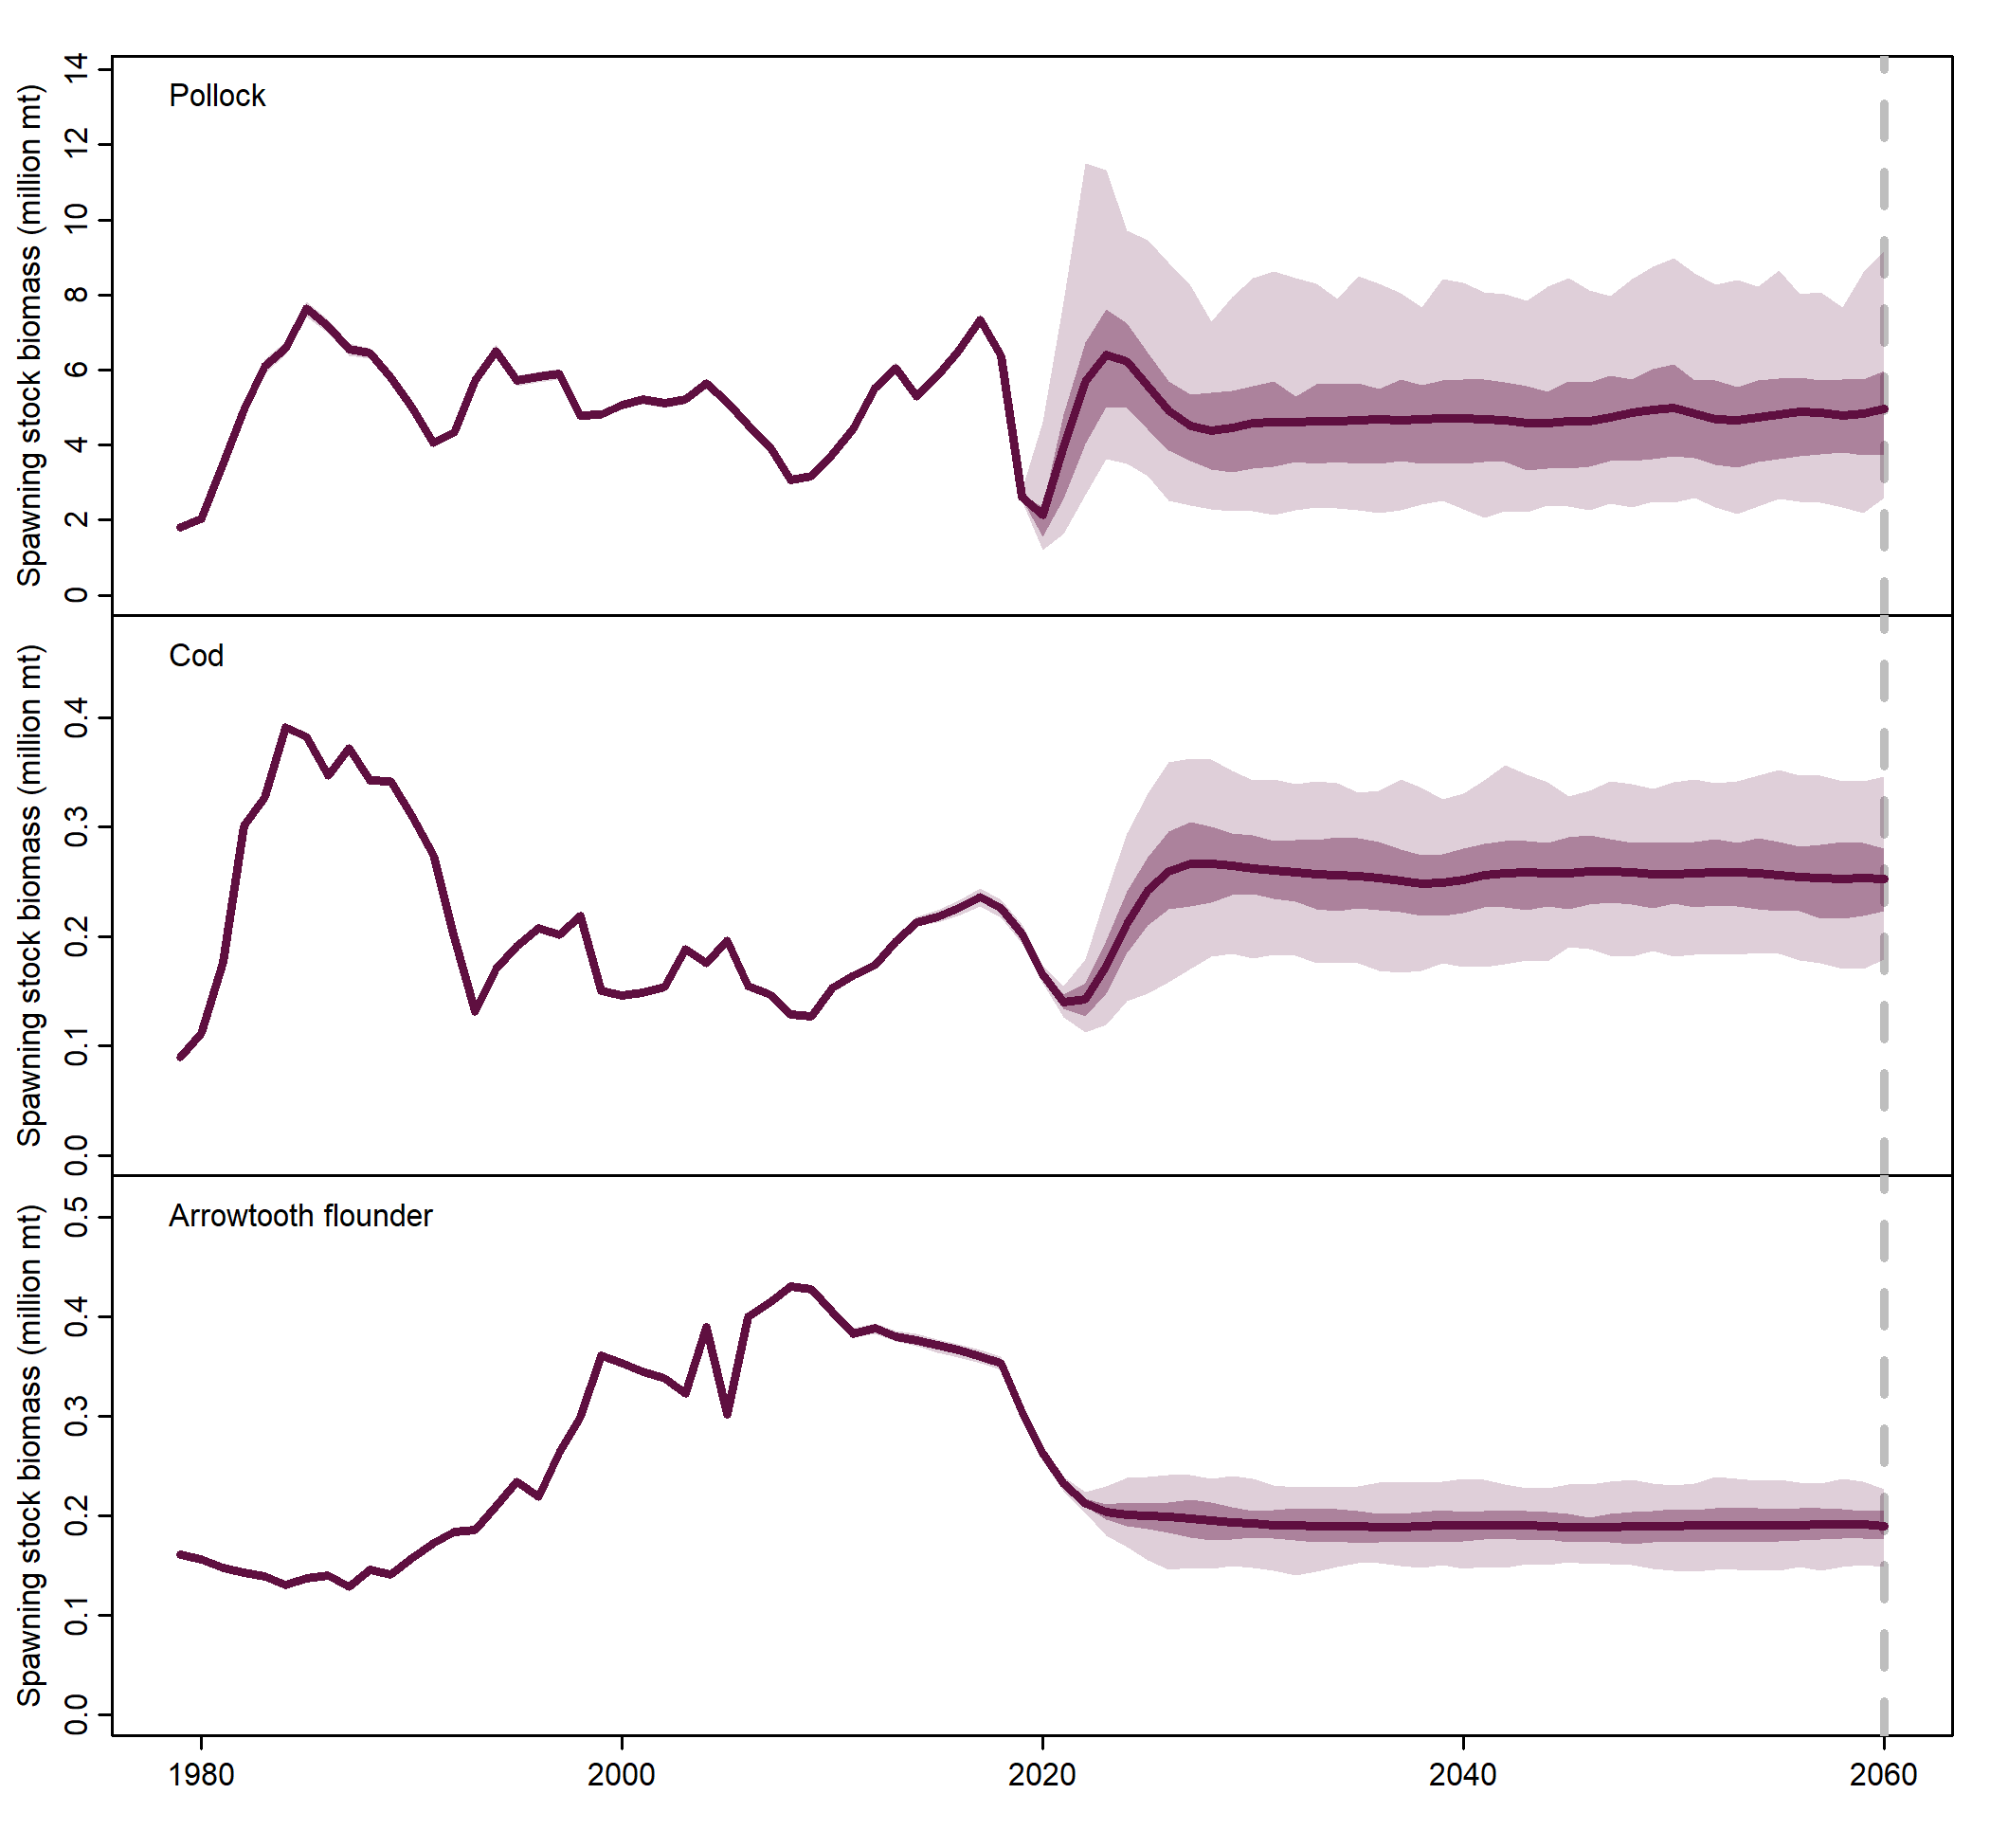 Pollock
Spawning stock biomass (million mt)
14
12
10
8
6
4
2
0
Cod
Spawning stock biomass (million mt)
0.4
0.3
0.2
0.1
0.0
Arrowtooth flounder
Spawning stock biomass (million mt)
0.5
0.4
0.3
0.2
0.1
0.0
1980 2000 2020 2040 2060